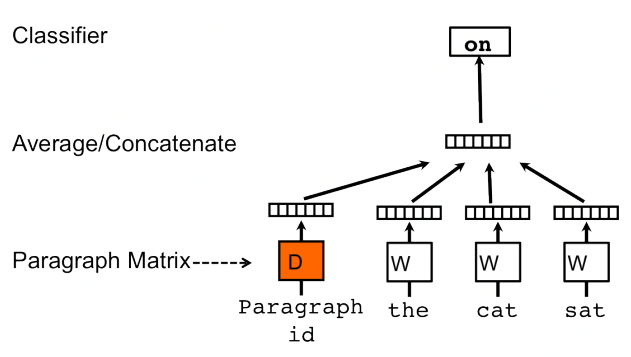 Classifier
on
Average/Concatenate
Paragraph Matrix
D
W
W
W
Paragraph
id
the
cat
sat